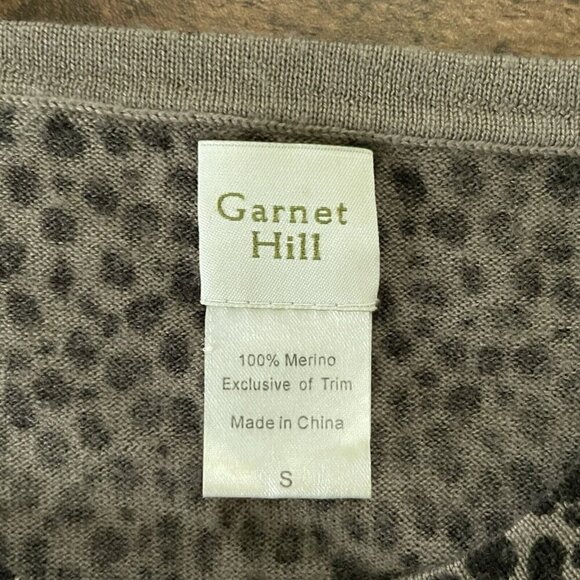 Garnet
Hill
100% Merino
Exclusive of Trim
Made in China
S